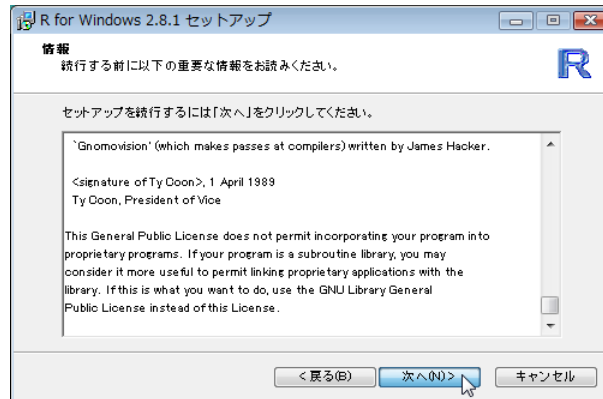 R for Windows 2.8.1 セットアップ
情報
続行する前に以下の重要な情報をお読みください。
R
セットアップを続行するには「次へ」をクリックしてください。
`Gnomovision' (which makes passes at compilers) written by James Hacker.
<signature of Ty Coon>, 1 April 1989
Ty Coon, President of Vice
This General Public License does not permit incorporating your program into
proprietary programs. If your program is a subroutine library, you may
consider it more useful to permit linking proprietary applications with the
library. If this is what you want to do, use the GNU Library General
Public License instead of this License.
< 戻る(B) 次へ(N) > キャンセル